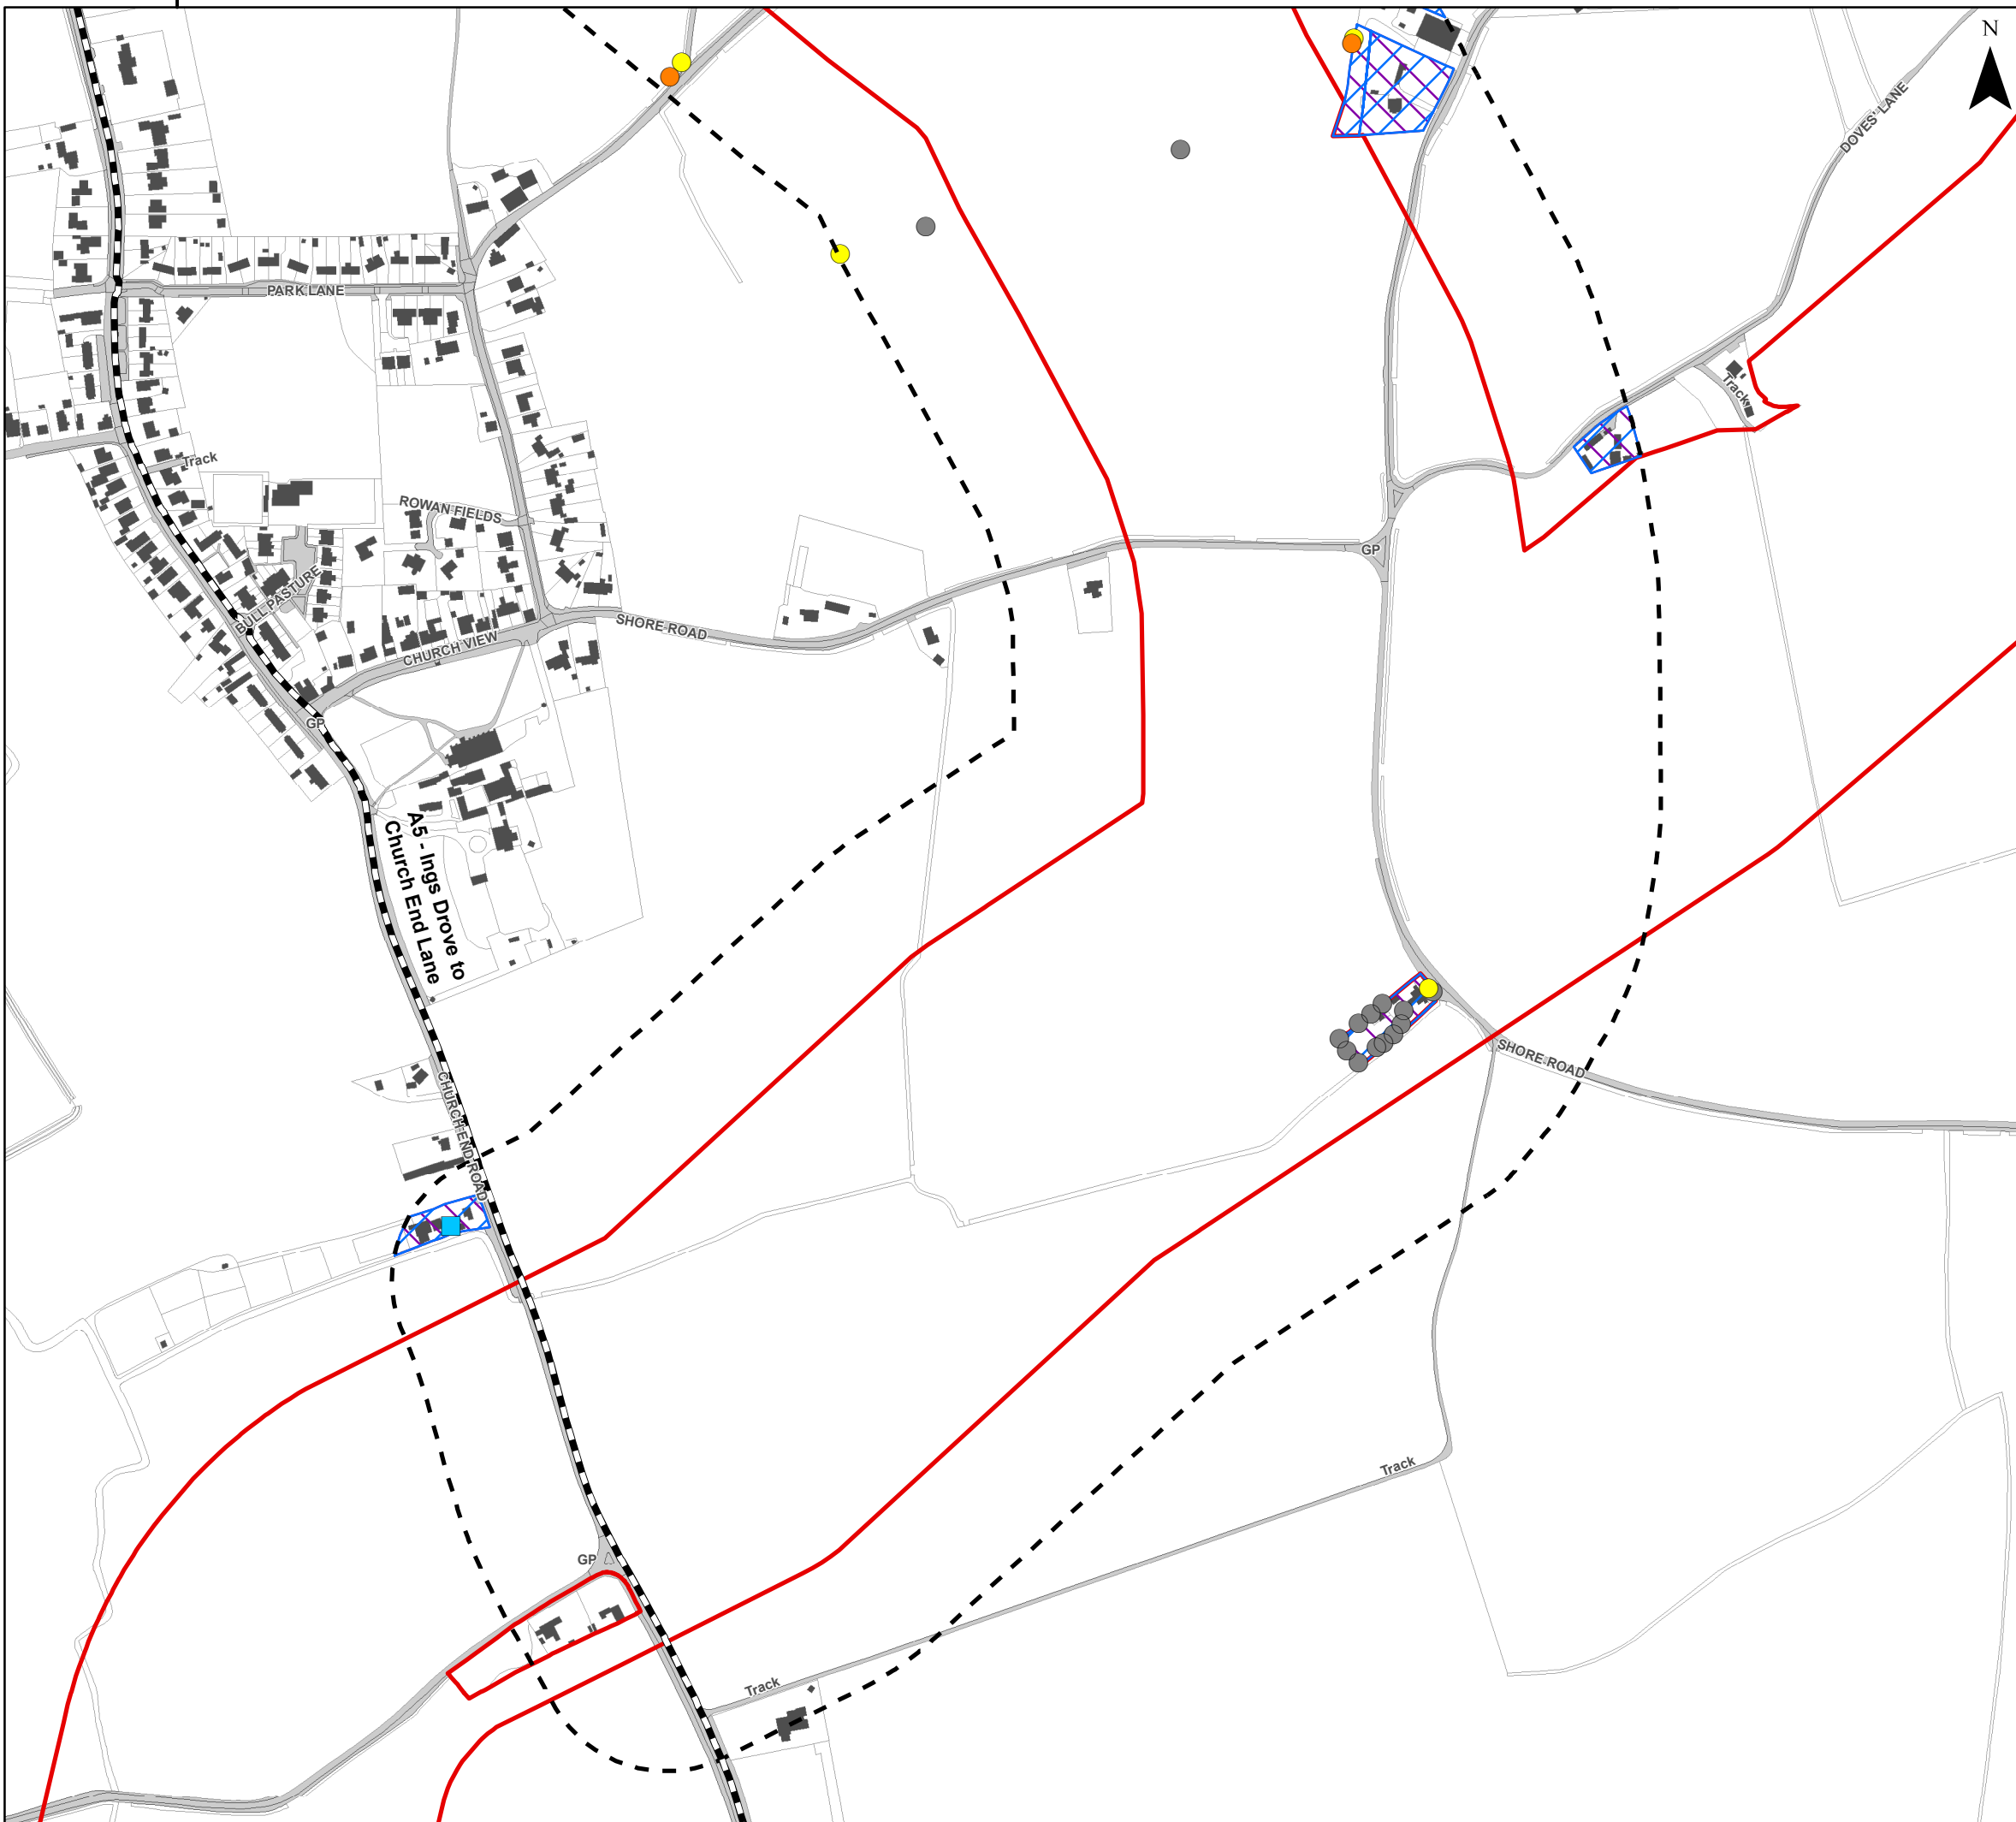 N
DOVES' LANE
PARK LANE
Track
Track
ROWAN FIELDS
GP
BULL PASTURE
SHORE ROAD
CHURCH VIEW
GP
A5 - Ings Drove to
Church End Lane
SHORE ROAD
CHURCH END ROAD
Track
GP
Track